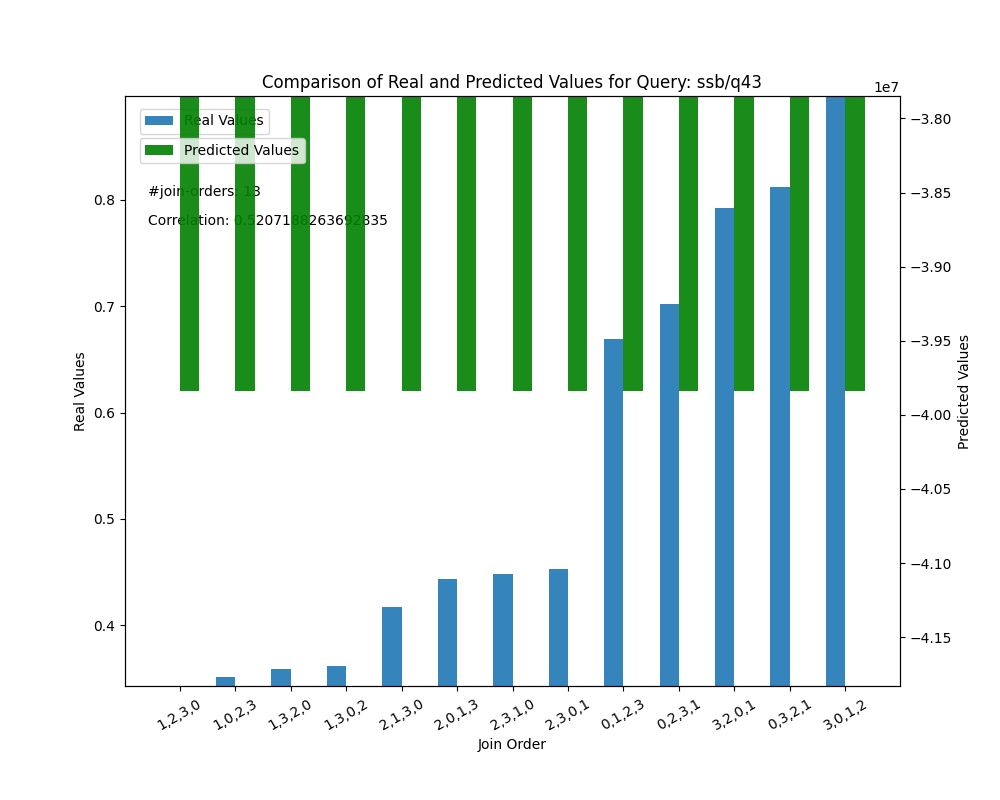 Comparison of Real and Predicted Values for Query: ssb/q43
1e7
Real Values
Predicted Values
#join-orders: 13
Correlation: 0.5207188263692835
Real Values
0.8
0.7
0.6
0.5
0.4
−3.80
−3.85
−3.90
−3.95
−4.00
−4.05
−4.10
−4.15
Predicted Values
1,2,3,0
1,0,2,3
1,3,2,0
1,3,0,2
2,1,3,0
2,0,1,3
2,3,1,0
2,3,0,1
0,1,2,3
0,2,3,1
3,2,0,1
0,3,2,1
3,0,1,2
Join Order